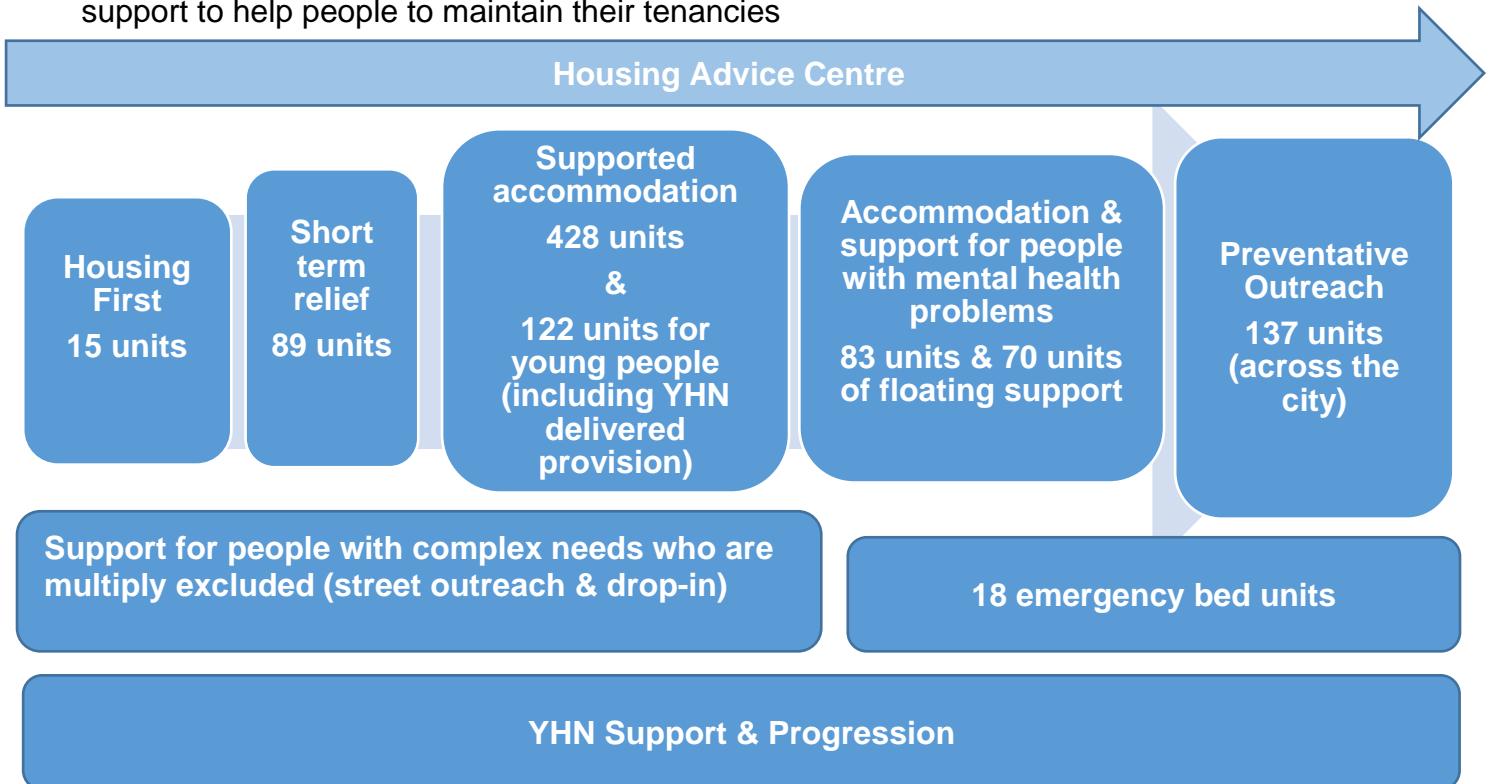 support to help people to maintain their tenancies
Housing Advice Centre
Housing
First
15 units
Short
term
relief
89 units
Supported
accommodation
428 units
&
122 units for
young people
(including YHN
delivered
provision)
Accommodation &
support for people
with mental health
problems
83 units & 70 units
of floating support
Preventative
Outreach
137 units
(across the
city)
Support for people with complex needs who are
multiply excluded (street outreach & drop-in)
18 emergency bed units
YHN Support & Progression